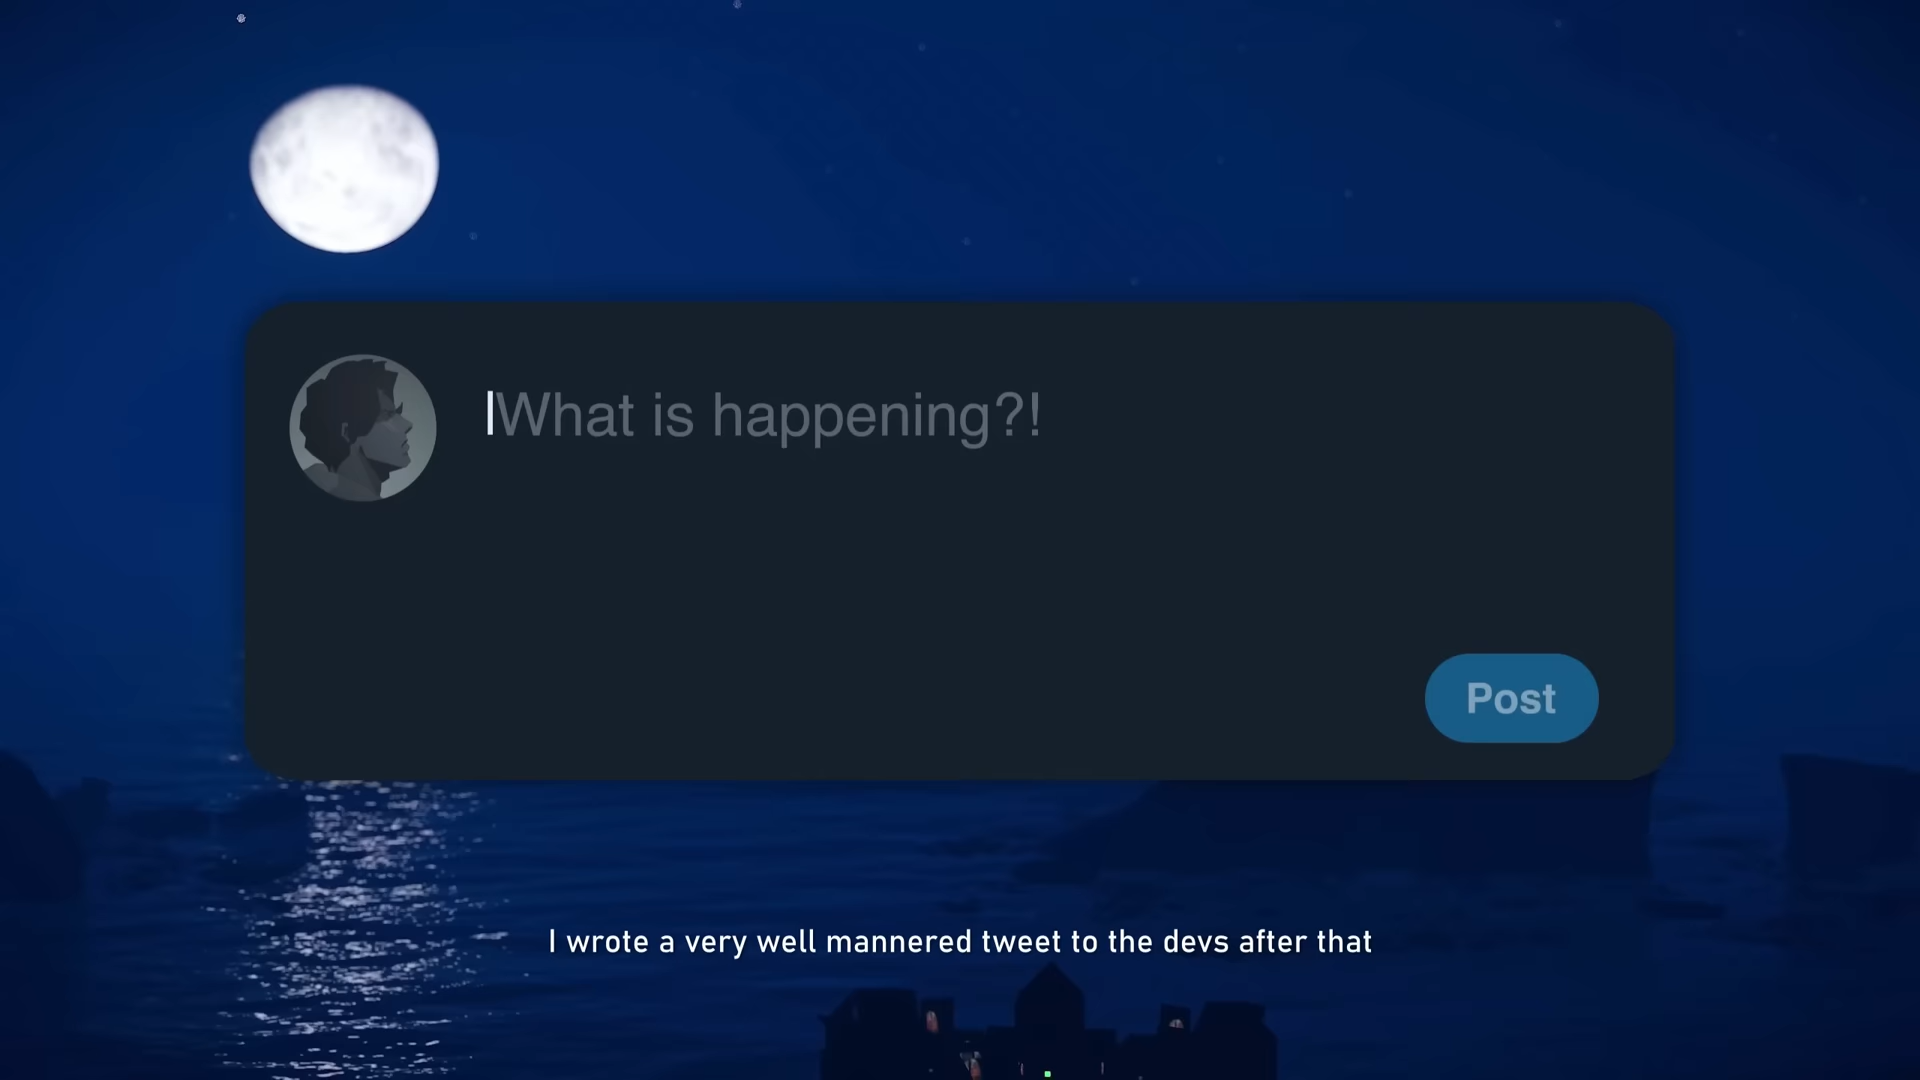 What is happening?!
Post
I wrote a very well mannered tweet to the devs after that